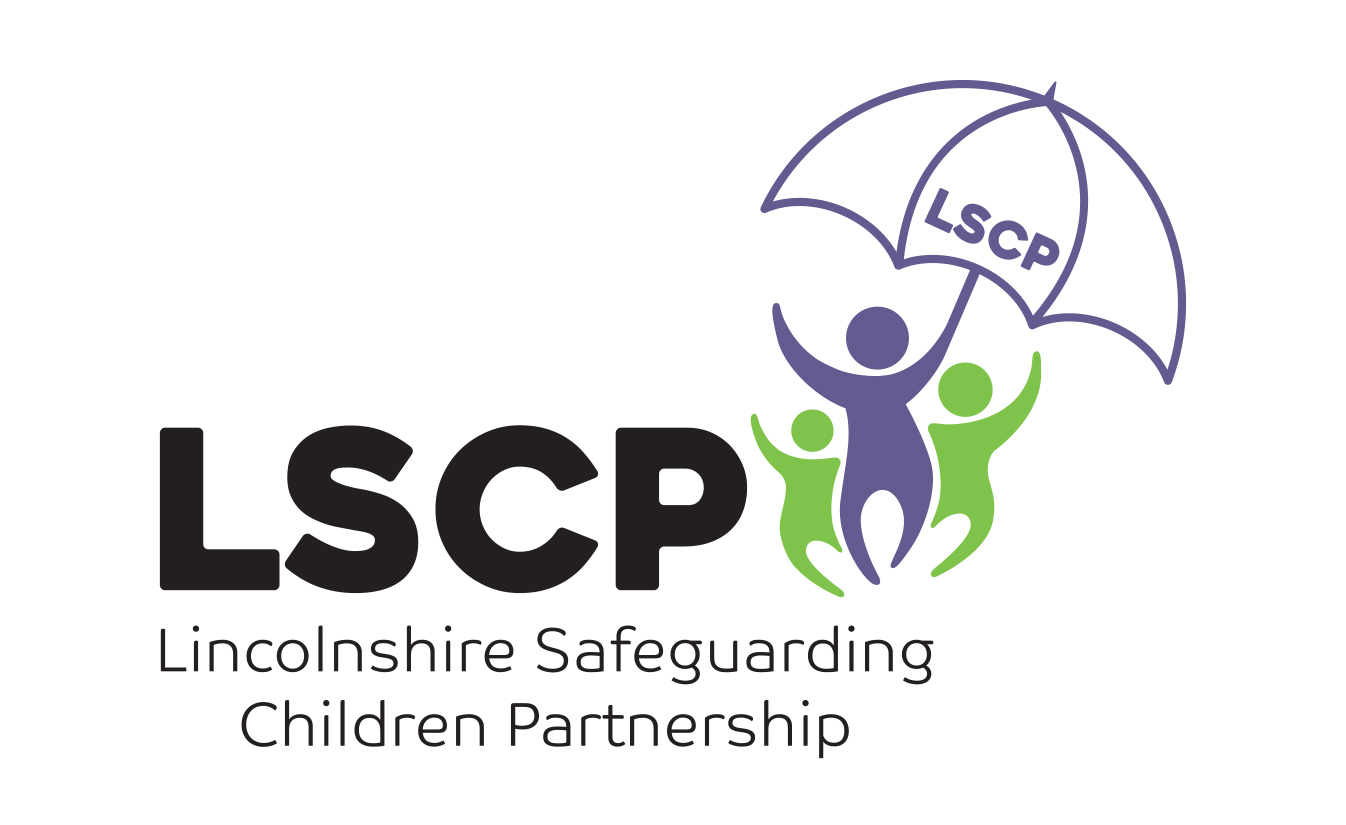 LSCP
LSCP
Lincolnshire Safeguarding
Children Partnership